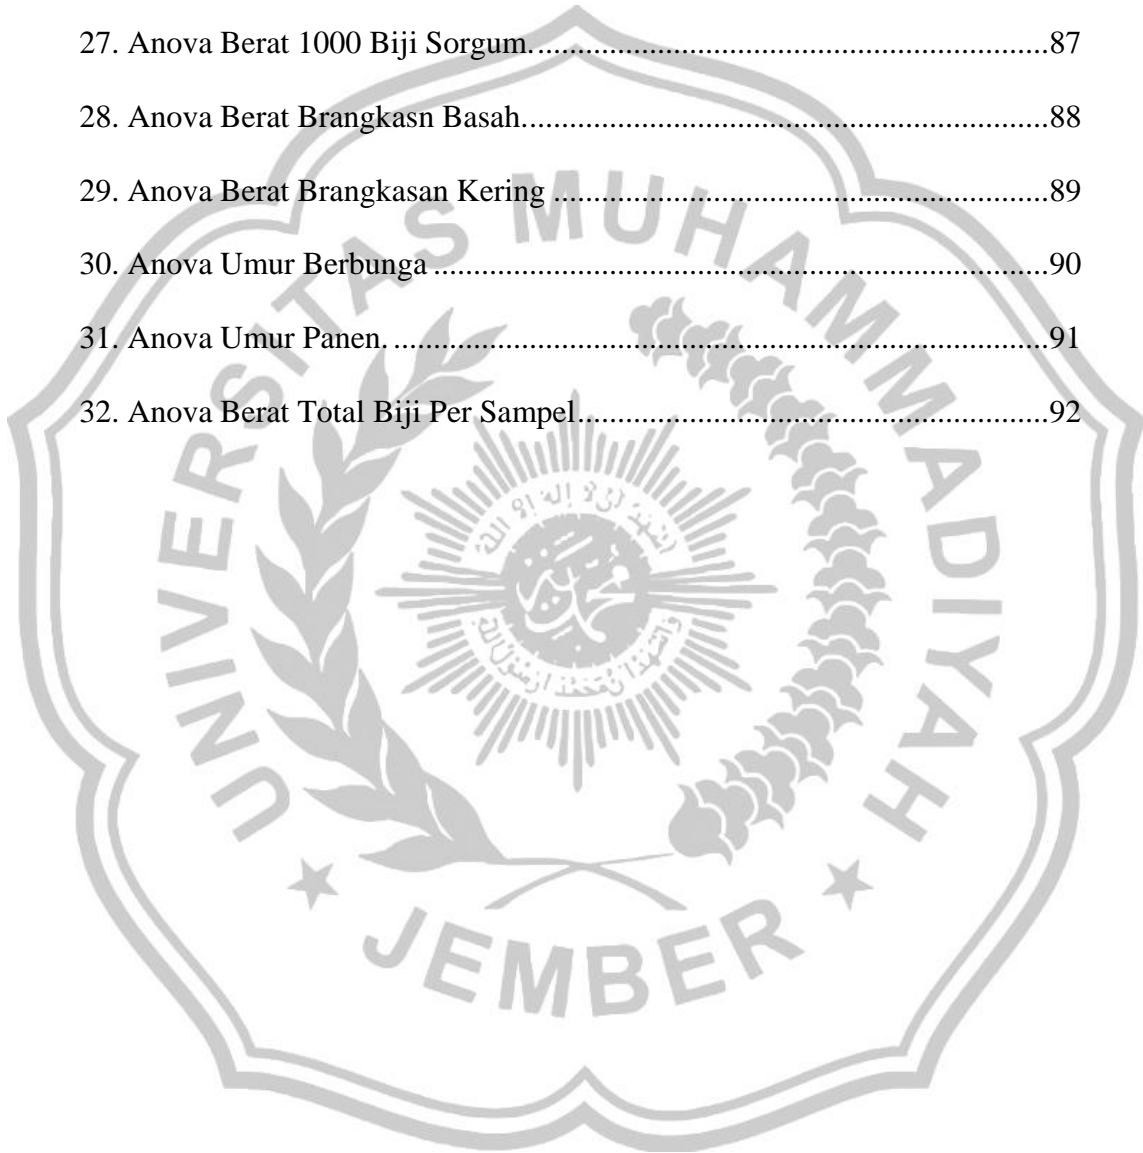 27. Anova Berat 1000 Biji Sorgum. ............................................................87
28. Anova Berat Brangkasn Basah...............................................................88
29. Anova Berat Brangkasan Kering ............................................................89
30. Anova Umur Berbunga ..........................................................................90
31. Anova Umur Panen. ...............................................................................91
32. Anova Berat Total Biji Per Sampel.........................................................92
UNIVERSITAS MUHAMMADIYAH
JEMBER